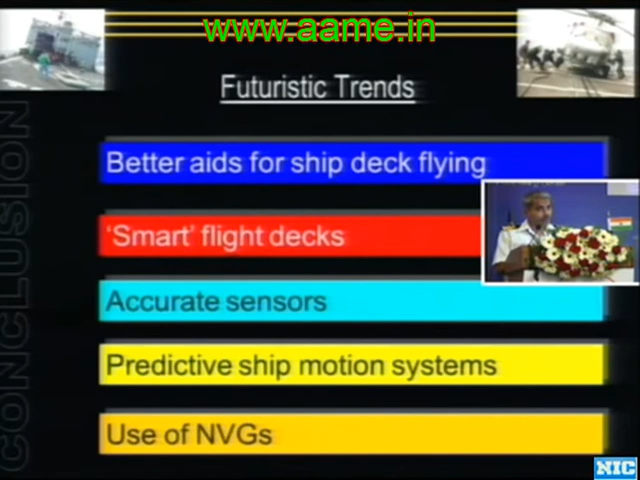 www.aame.in
Futuristic Trends
CONCLUSION
Better aids for ship deck flying
'Smart' flight decks
Accurate sensors
Predictive ship motion systems
Use of NVGs
NIC